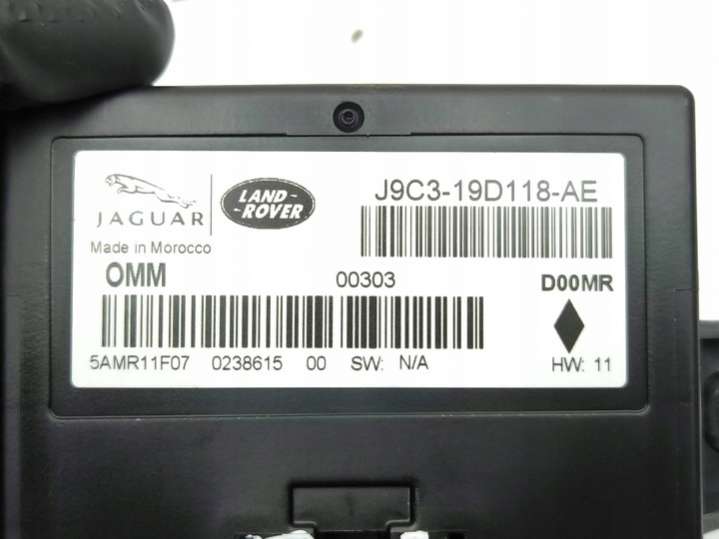 JAGUAR
LAND-
-ROVER
J9C3-19D118-AE
Made in Morocco
OMM 00303 D00MR
5AMR11F07 0238615 00 SW: N/A HW: 11